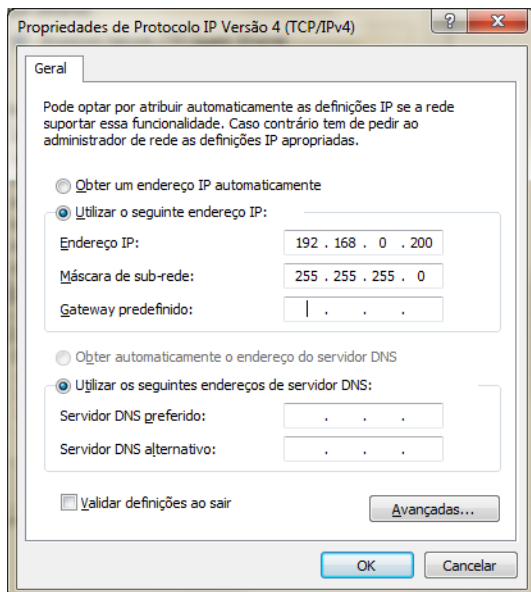 Propriedades de Protocolo IP Versão 4 (TCP/IPv4)
?
Geral
Pode optar por atribuir automaticamente as definições IP se a rede
suportar essa funcionalidade. Caso contrário tem de pedir ao
administrador de rede as definições IP apropriadas.
Obter um endereço IP automaticamente
Utilizar o seguinte endereço IP:
Endereço IP: 192 . 168 . 0 . 200
Máscara de sub-rede: 255 . 255 . 255 . 0
Gateway predefinido: . . .
Obter automaticamente o endereço do servidor DNS
Utilizar os seguintes endereços de servidor DNS:
Servidor DNS preferido: . . .
Servidor DNS alternativo: . . .
Validar definições ao sair
Avançadas...
OK Cancelar